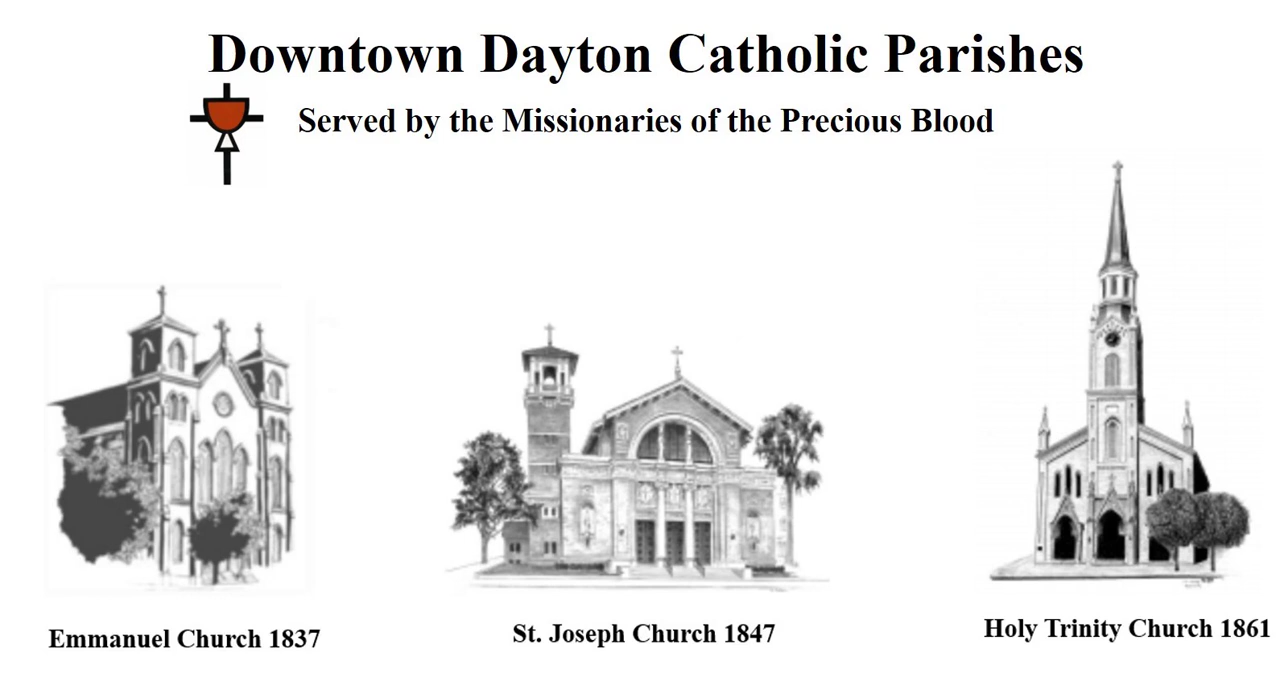 Downtown Dayton Catholic Parishes
Served by the Missionaries of the Precious Blood
Emmanuel Church 1837
St. Joseph Church 1847
Holy Trinity Church 1861